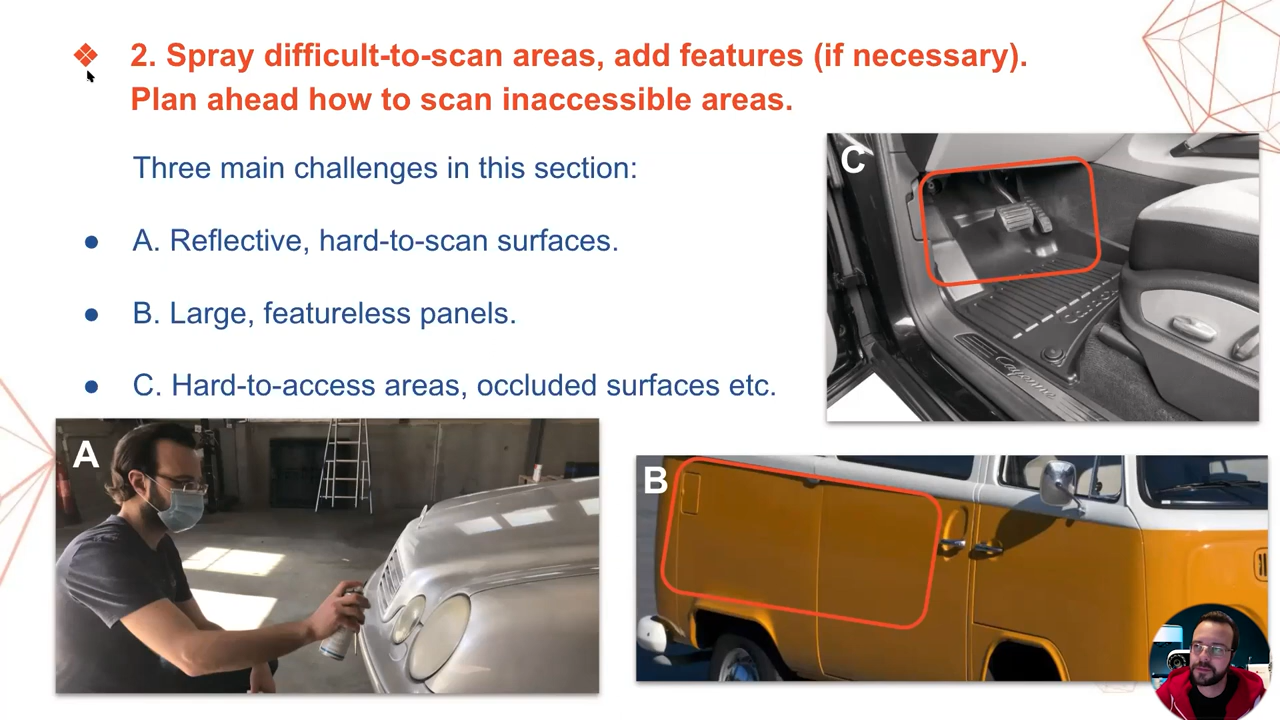 2. Spray difficult-to-scan areas, add features (if necessary).
Plan ahead how to scan inaccessible areas.
Three main challenges in this section:
A. Reflective, hard-to-scan surfaces.
B. Large, featureless panels.
C. Hard-to-access areas, occluded surfaces etc.
C
Cayenne
A
B